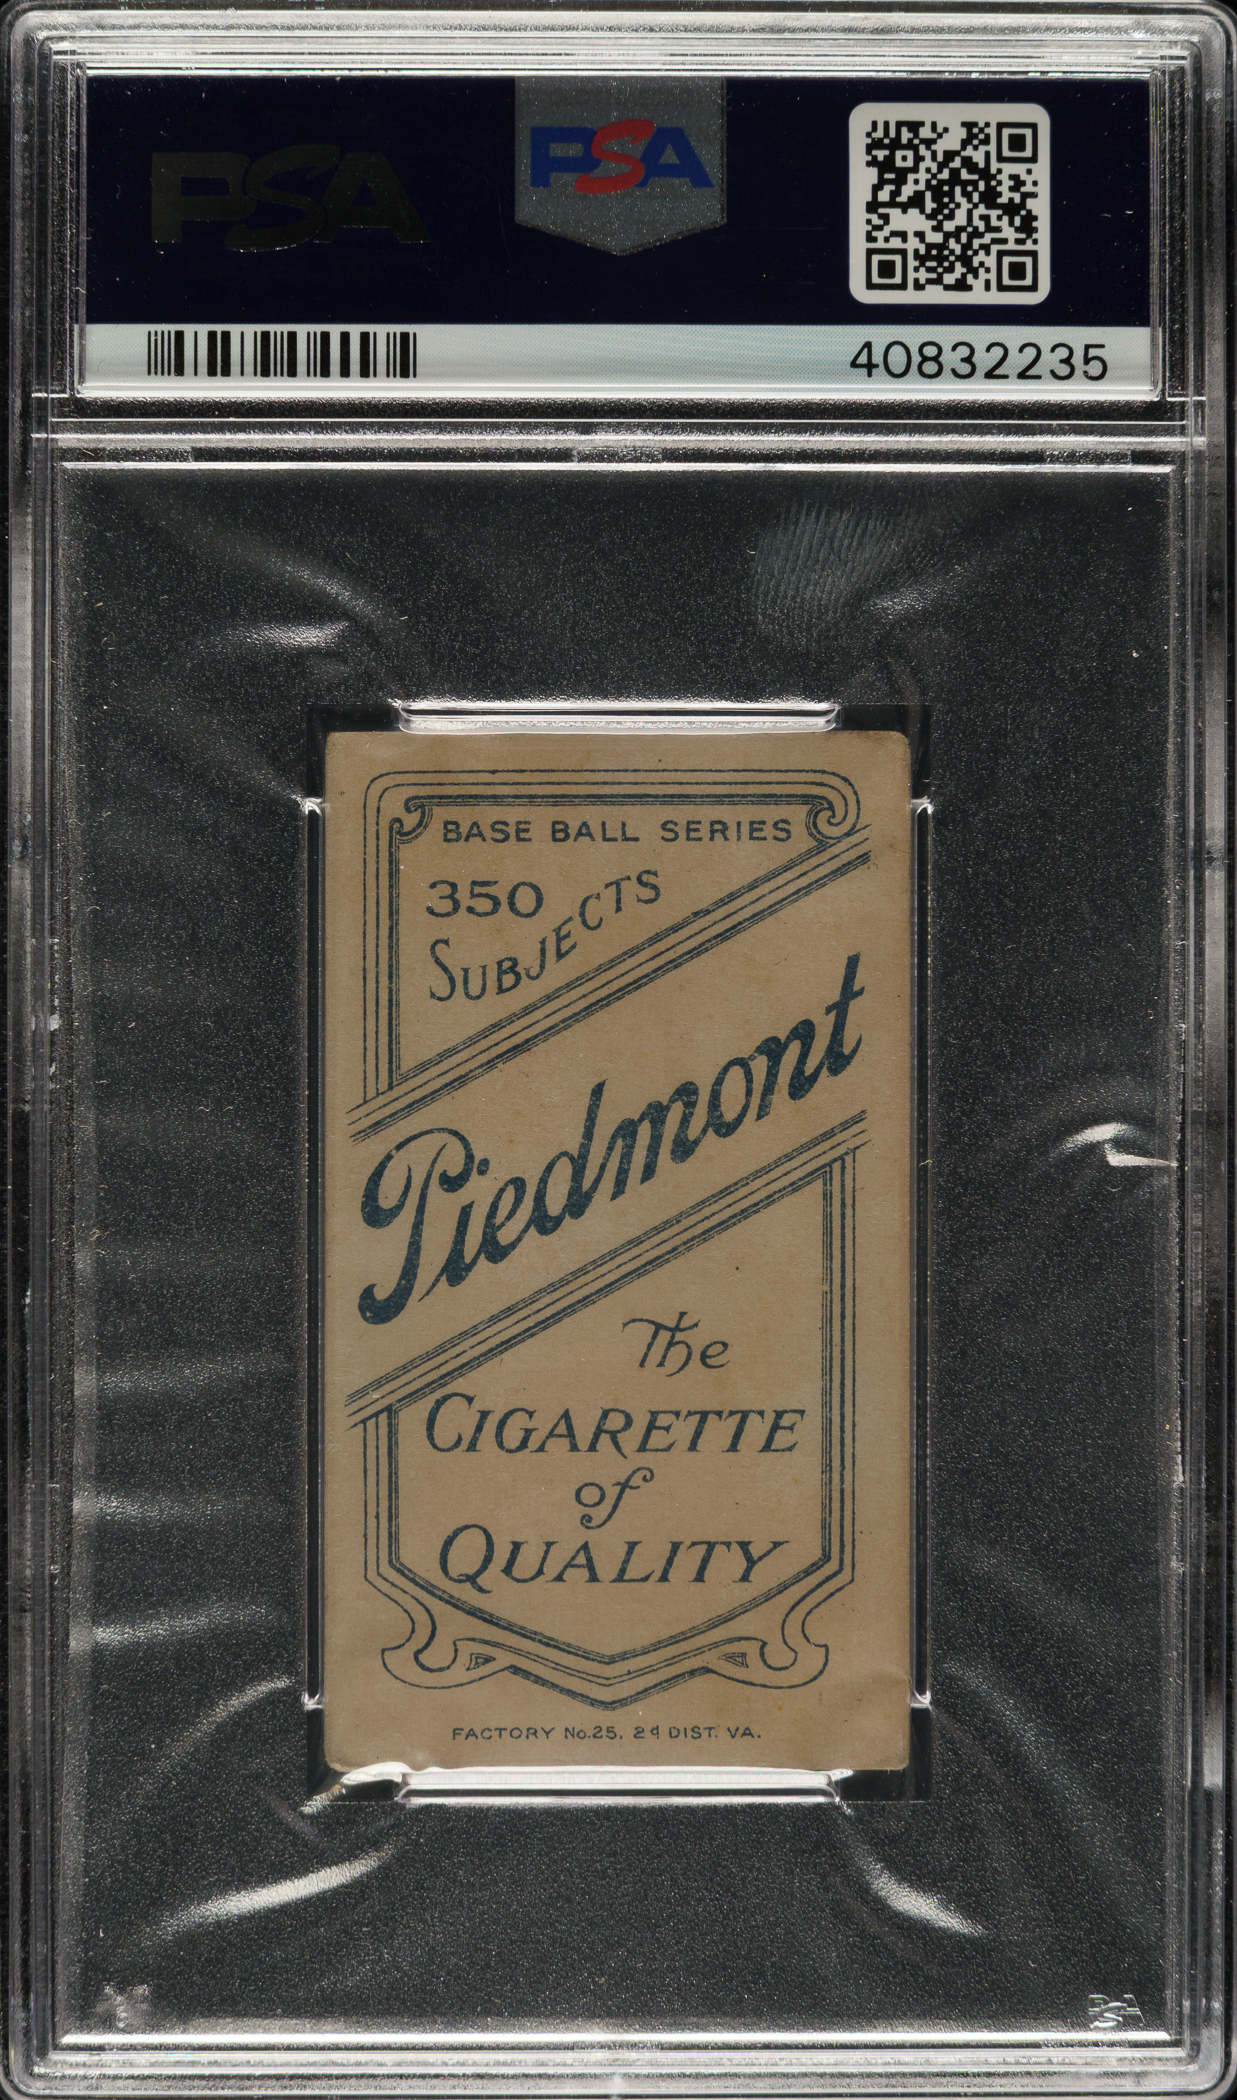 PSA
PSA
40832235
BASE BALL SERIES
350
SUBJECTS
Piedmont
The
CIGARETTE
of
QUALITY
FACTORY No.25, 2d DIST. VA.
PSA